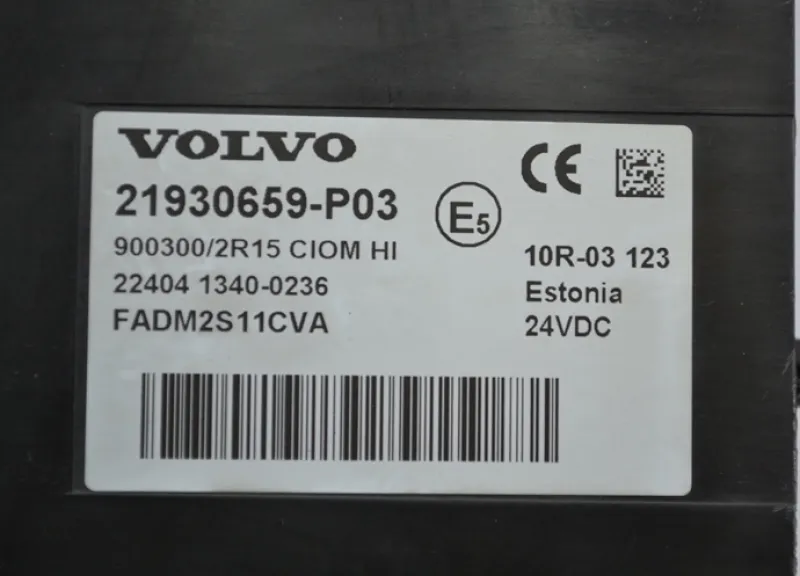 VOLVO
CE
21930659-P03
E5
900300/2R15 CIOM HI
10R-03 123
22404 1340-0236
Estonia
FADM2S11CVA
24VDC